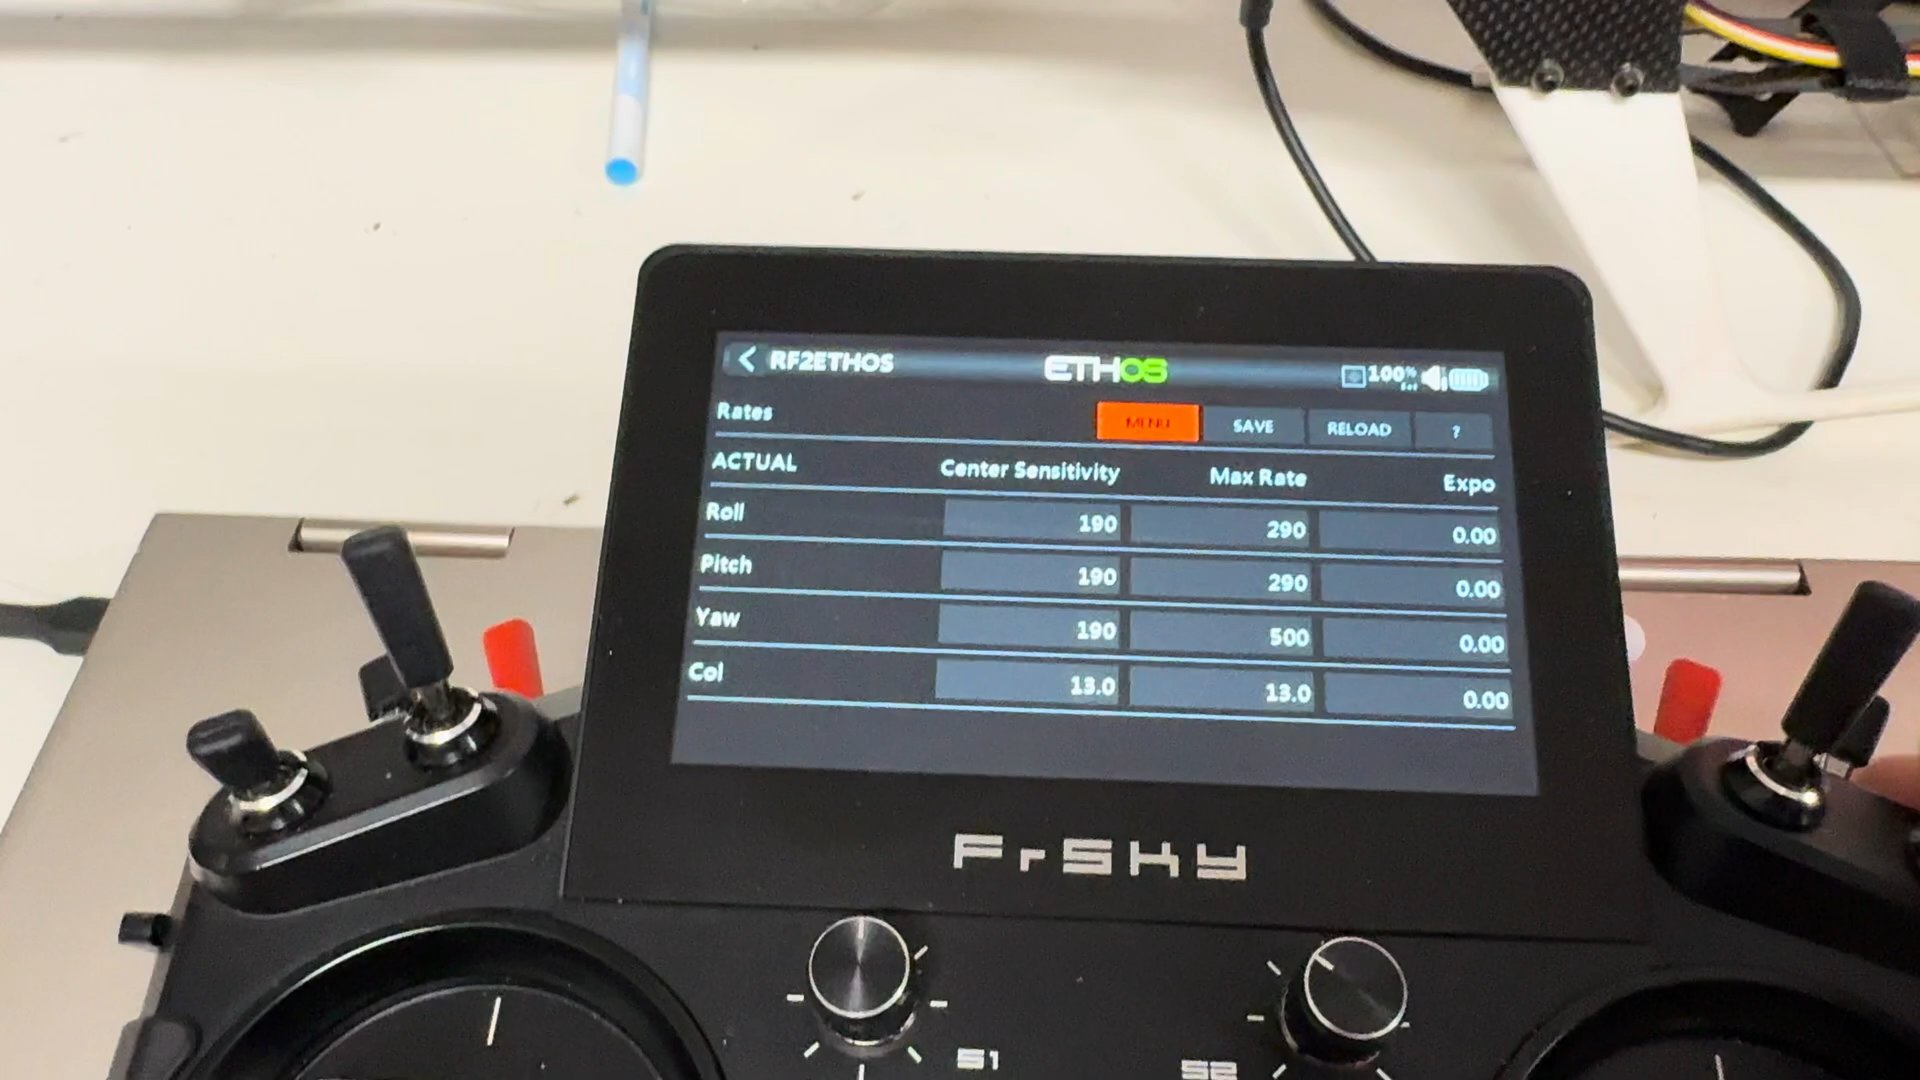 RF2ETHOS ETHOS 100%
Rates MENU SAVE RELOAD ?
ACTUAL Center Sensitivity Max Rate Expo
Roll 190 290 0.00
Pitch 190 290 0.00
Yaw 190 500 0.00
Col 13.0 13.0 0.00
FrSKY
S1 S2